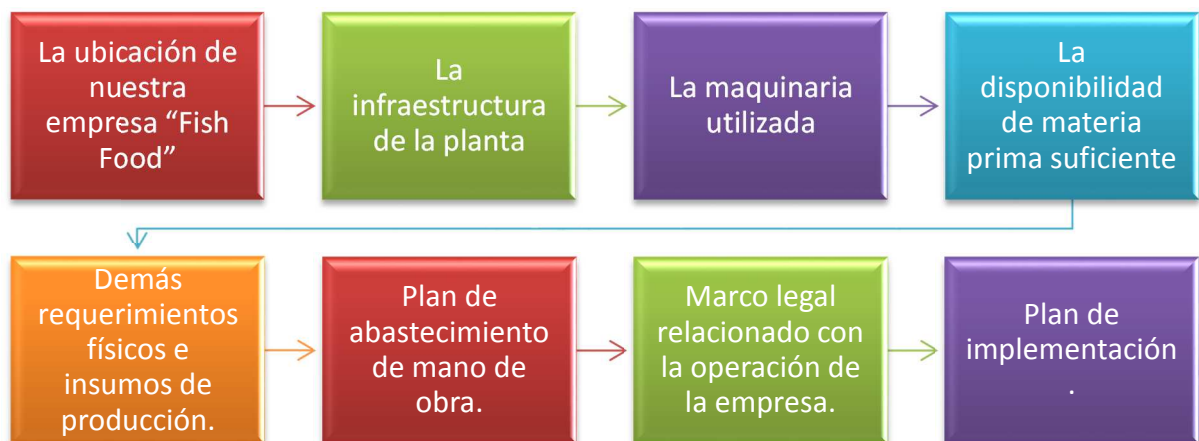 La ubicación de
nuestra
empresa “Fish
Food”
La
infraestructura
de la planta
La maquinaria
utilizada
La
disponibilidad
de materia
prima suficiente
Demás
requerimientos
físicos e
insumos de
producción.
Plan de
abastecimiento
de mano de
obra.
Marco legal
relacionado con
la operación de
la empresa.
Plan de
implementación
.